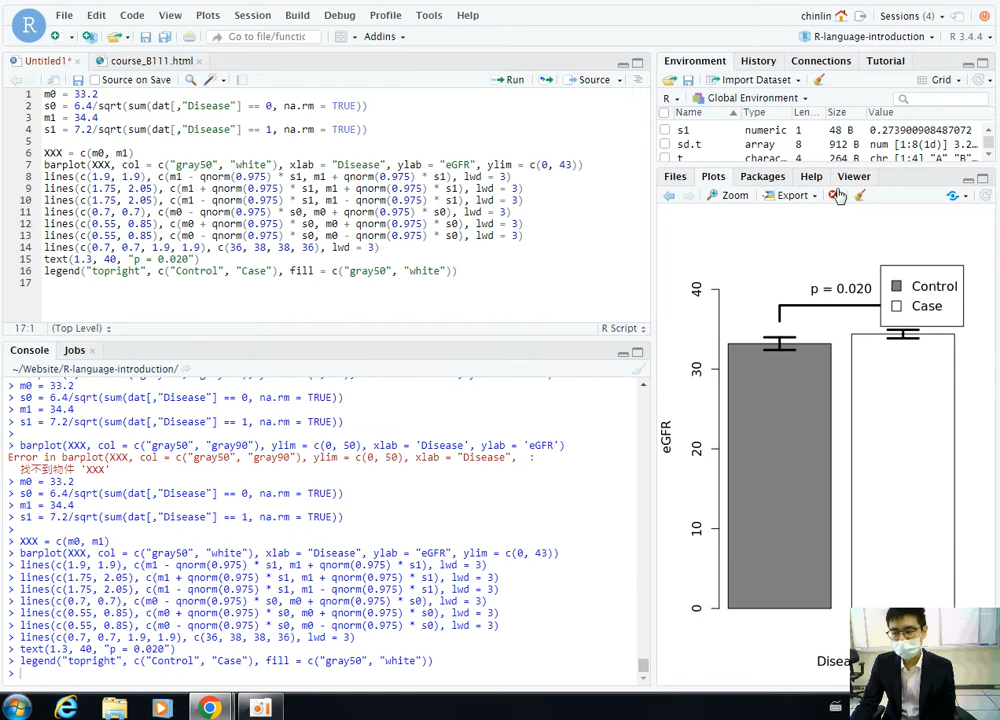 File Edit Code View Plots Session Build Debug Profile Tools Help
chinlin Sessions (4)
R
Go to file/functic Addins
R-language-introduction R 3.4.4
Untitled1* course_B111.html
Source on Save Run Source
1 m0 = 33.2
2 s0 = 6.4/sqrt(sum(dat[,"Disease"] == 0, na.rm = TRUE))
3 m1 = 34.4
4 s1 = 7.2/sqrt(sum(dat[,"Disease"] == 1, na.rm = TRUE))
5
6 XXX = c(m0, m1)
7 barplot(XXX, col = c("gray50", "white"), xlab = "Disease", ylab = "eGFR", ylim = c(0, 43))
8 lines(c(1.9, 1.9), c(m1 - qnorm(0.975) * s1, m1 + qnorm(0.975) * s1), lwd = 3)
9 lines(c(1.75, 2.05), c(m1 + qnorm(0.975) * s1, m1 + qnorm(0.975) * s1), lwd = 3)
10 lines(c(1.75, 2.05), c(m1 - qnorm(0.975) * s1, m1 - qnorm(0.975) * s1), lwd = 3)
11 lines(c(0.7, 0.7), c(m0 - qnorm(0.975) * s0, m0 + qnorm(0.975) * s0), lwd = 3)
12 lines(c(0.55, 0.85), c(m0 + qnorm(0.975) * s0, m0 + qnorm(0.975) * s0), lwd = 3)
13 lines(c(0.55, 0.85), c(m0 - qnorm(0.975) * s0, m0 - qnorm(0.975) * s0), lwd = 3)
14 lines(c(0.7, 0.7, 1.9, 1.9), c(36, 38, 38, 36), lwd = 3)
15 text(1.3, 40, "p = 0.020")
16 legend("topright", c("Control", "Case"), fill = c("gray50", "white"))
17
17:1 (Top Level) R Script
Console Jobs
~/Website/R-language-introduction/
> m0 = 33.2
> s0 = 6.4/sqrt(sum(dat[,"Disease"] == 0, na.rm = TRUE))
> m1 = 34.4
> s1 = 7.2/sqrt(sum(dat[,"Disease"] == 1, na.rm = TRUE))
>
> barplot(XXX, col = c("gray50", "gray90"), ylim = c(0, 50), xlab = 'Disease', ylab = 'eGFR')
Error in barplot(XXX, col = c("gray50", "gray90"), ylim = c(0, 50), xlab = "Disease", :
找不到物件 'XXX'
> m0 = 33.2
> s0 = 6.4/sqrt(sum(dat[,"Disease"] == 0, na.rm = TRUE))
> m1 = 34.4
> s1 = 7.2/sqrt(sum(dat[,"Disease"] == 1, na.rm = TRUE))
>
> XXX = c(m0, m1)
> barplot(XXX, col = c("gray50", "white"), xlab = "Disease", ylab = "eGFR", ylim = c(0, 43))
> lines(c(1.9, 1.9), c(m1 - qnorm(0.975) * s1, m1 + qnorm(0.975) * s1), lwd = 3)
> lines(c(1.75, 2.05), c(m1 + qnorm(0.975) * s1, m1 + qnorm(0.975) * s1), lwd = 3)
> lines(c(1.75, 2.05), c(m1 - qnorm(0.975) * s1, m1 - qnorm(0.975) * s1), lwd = 3)
> lines(c(0.7, 0.7), c(m0 - qnorm(0.975) * s0, m0 + qnorm(0.975) * s0), lwd = 3)
> lines(c(0.55, 0.85), c(m0 + qnorm(0.975) * s0, m0 + qnorm(0.975) * s0), lwd = 3)
> lines(c(0.55, 0.85), c(m0 - qnorm(0.975) * s0, m0 - qnorm(0.975) * s0), lwd = 3)
> lines(c(0.7, 0.7, 1.9, 1.9), c(36, 38, 38, 36), lwd = 3)
> text(1.3, 40, "p = 0.020")
> legend("topright", c("Control", "Case"), fill = c("gray50", "white"))
>
Environment History Connections Tutorial
Import Dataset Grid
R Global Environment
Name Type Len... Size Value
s1 numeric 1 48 B 0.273900908487072
sd.t array 8 912 B num [1:8(1d)] 3.2...
t charac... 4 264 B chr [1:4] "A" "B"...
Files Plots Packages Help Viewer
Zoom Export
p = 0.020
Control
Case
eGFR
40
30
20
10
0
Disea